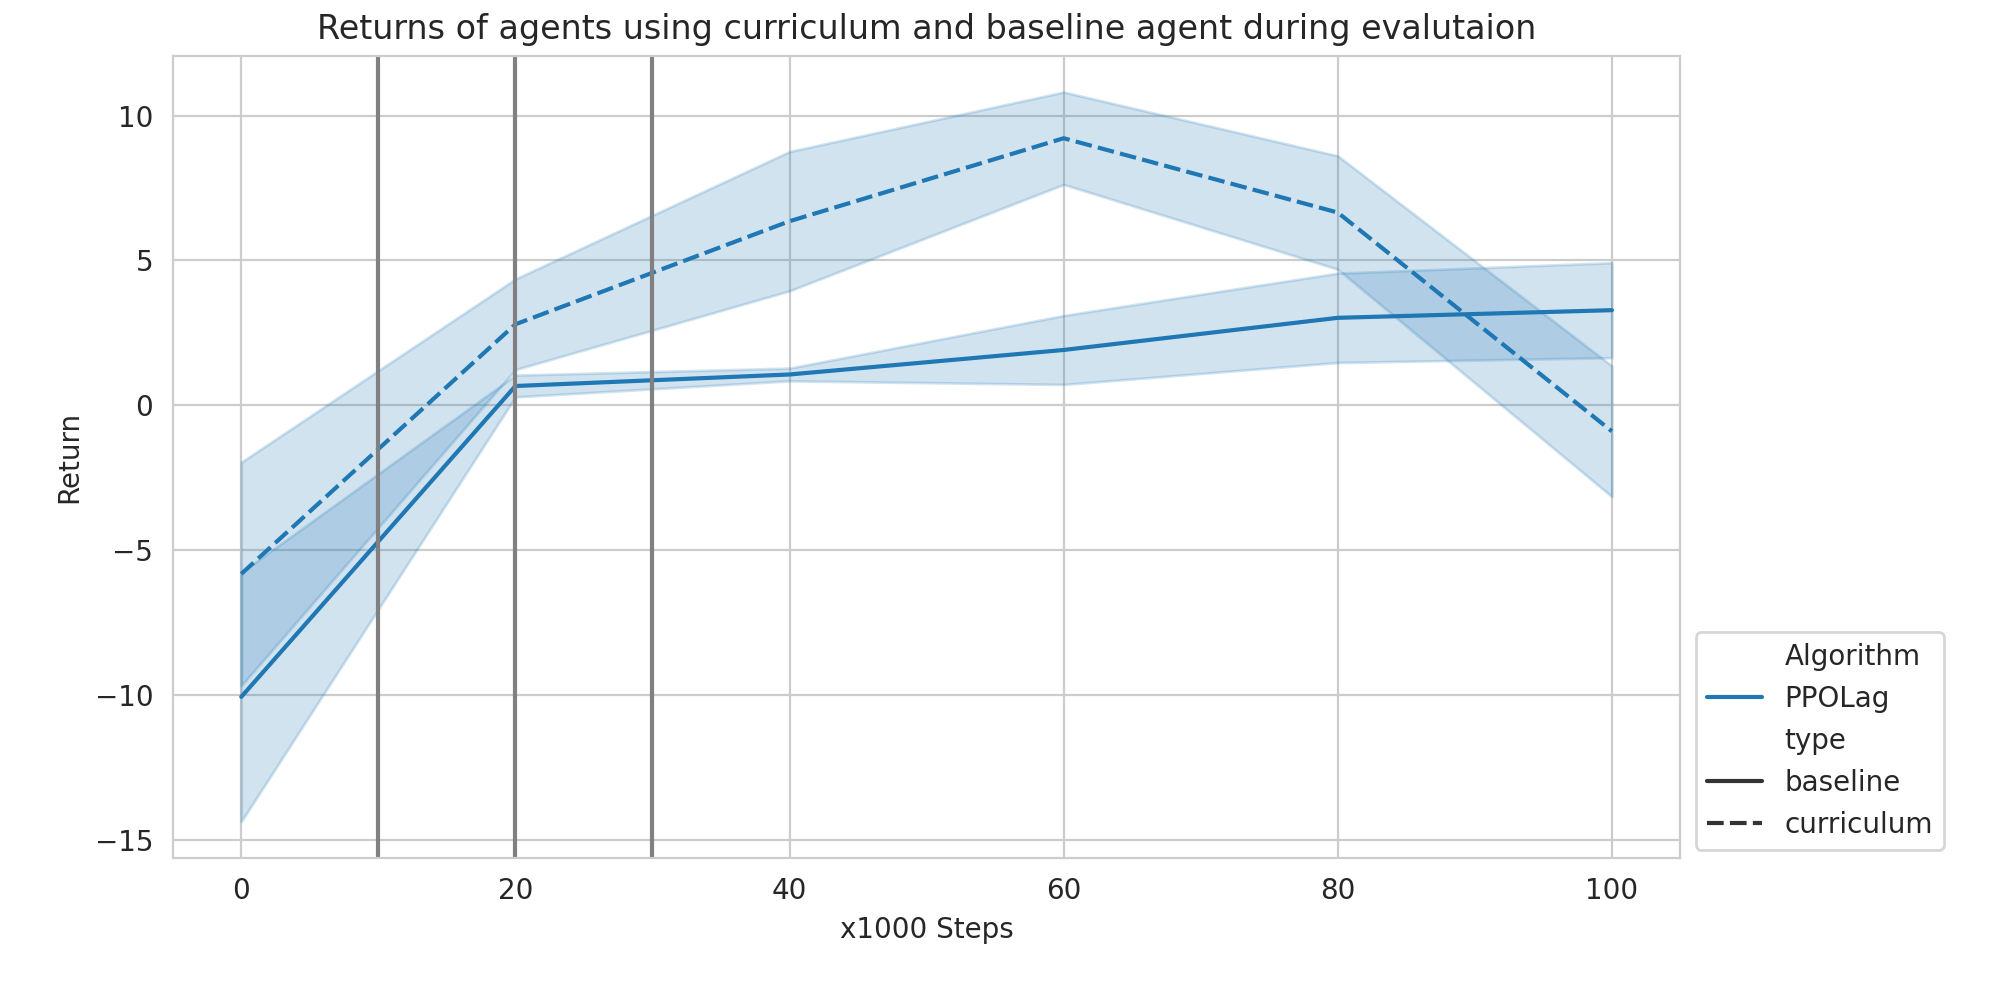 Returns of agents using curriculum and baseline agent during evalutaion
10
5
0
−5
−10
−15
Return
0 20 40 60 80 100
x1000 Steps
Algorithm
PPOLag
type
baseline
curriculum